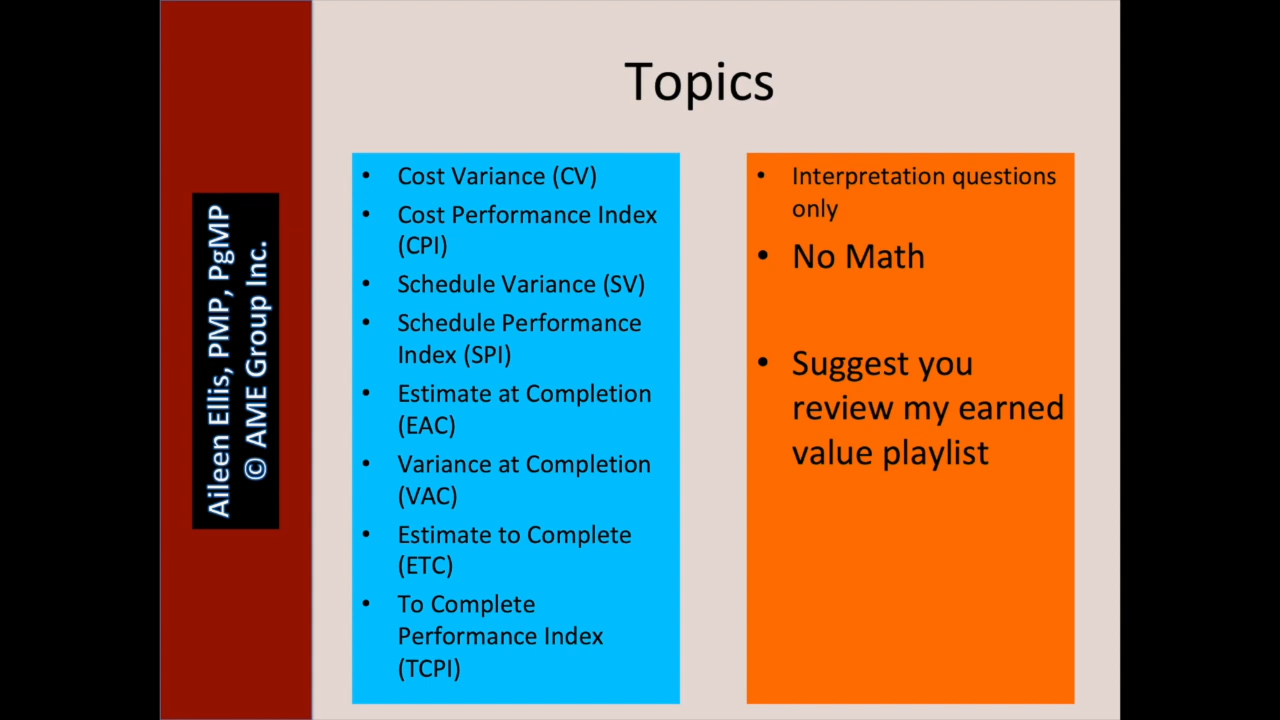 Topics
Aileen Ellis, PMP, PgMP
© AME Group Inc.
• Cost Variance (CV)
• Cost Performance Index
(CPI)
• Schedule Variance (SV)
• Schedule Performance
Index (SPI)
• Estimate at Completion
(EAC)
• Variance at Completion
(VAC)
• Estimate to Complete
(ETC)
• To Complete
Performance Index
(TCPI)
• Interpretation questions
only
• No Math
• Suggest you
review my earned
value playlist